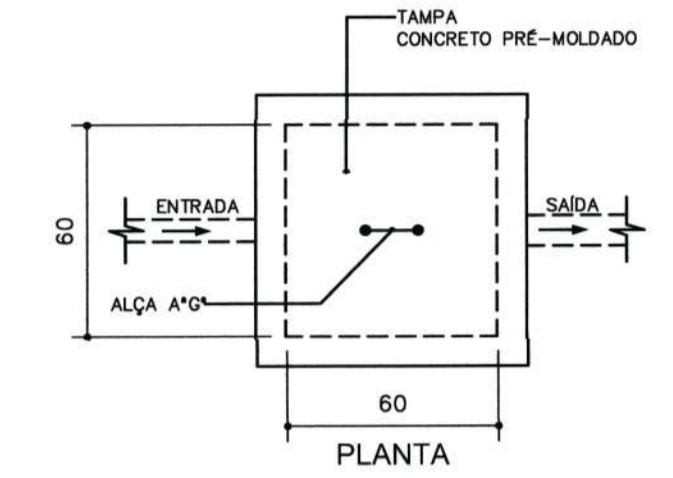 TAMPA
CONCRETO PRÉ-MOLDADO
ENTRADA
SAÍDA
60
ALÇA A°G°
60
PLANTA